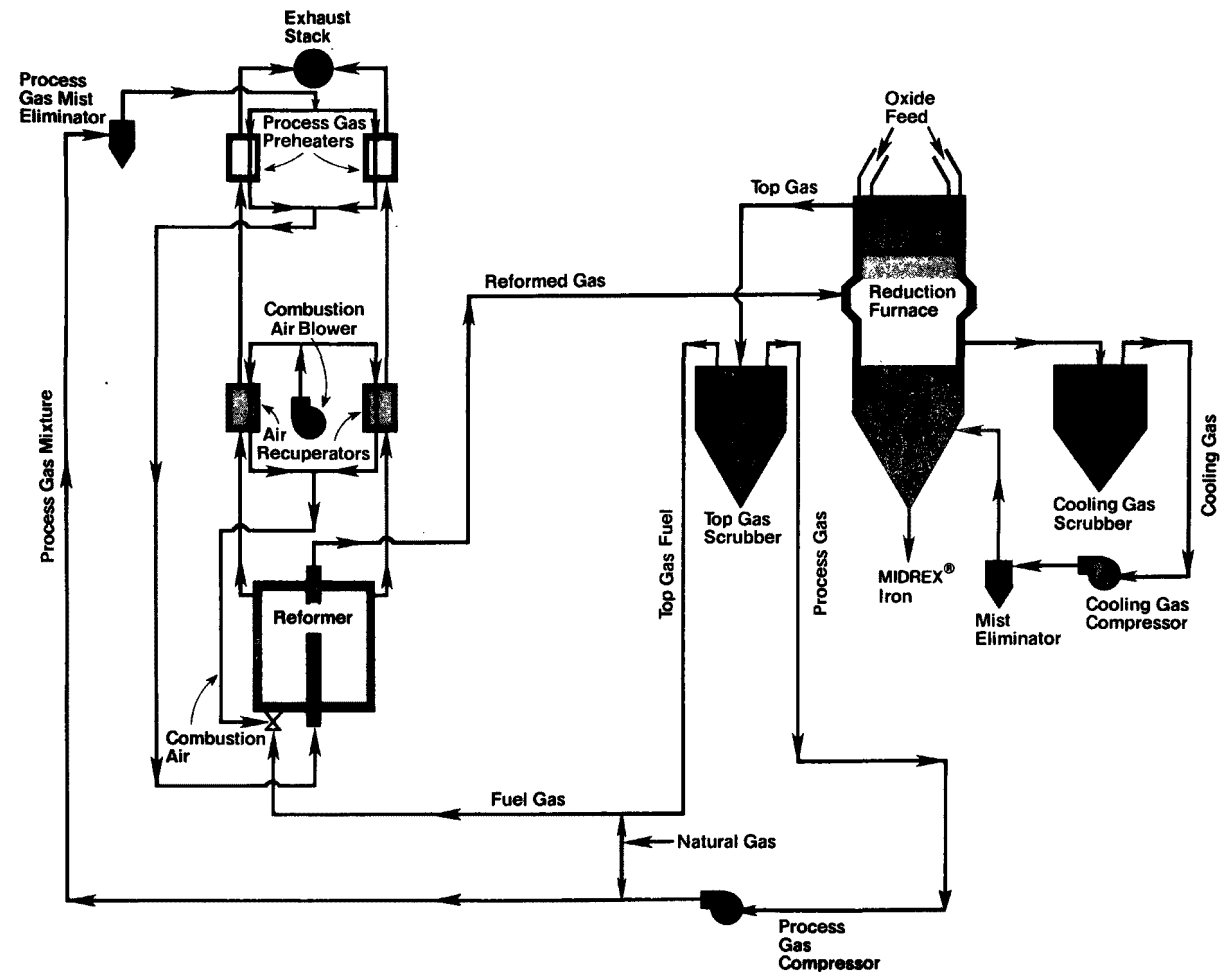 Exhaust
Stack
Process
Gas Mist
Eliminator
Process Gas
Preheaters
Oxide
Feed
Top Gas
Reformed Gas
Reduction
Furnace
Combustion
Air Blower
Air
Recuperators
Process Gas Mixture
Top Gas Fuel
Top Gas
Scrubber
Process Gas
Cooling Gas
Scrubber
Cooling Gas
MIDREX®
Iron
Mist
Eliminator
Cooling Gas
Compressor
Reformer
Combustion
Air
Fuel Gas
Natural Gas
Process
Gas
Compressor